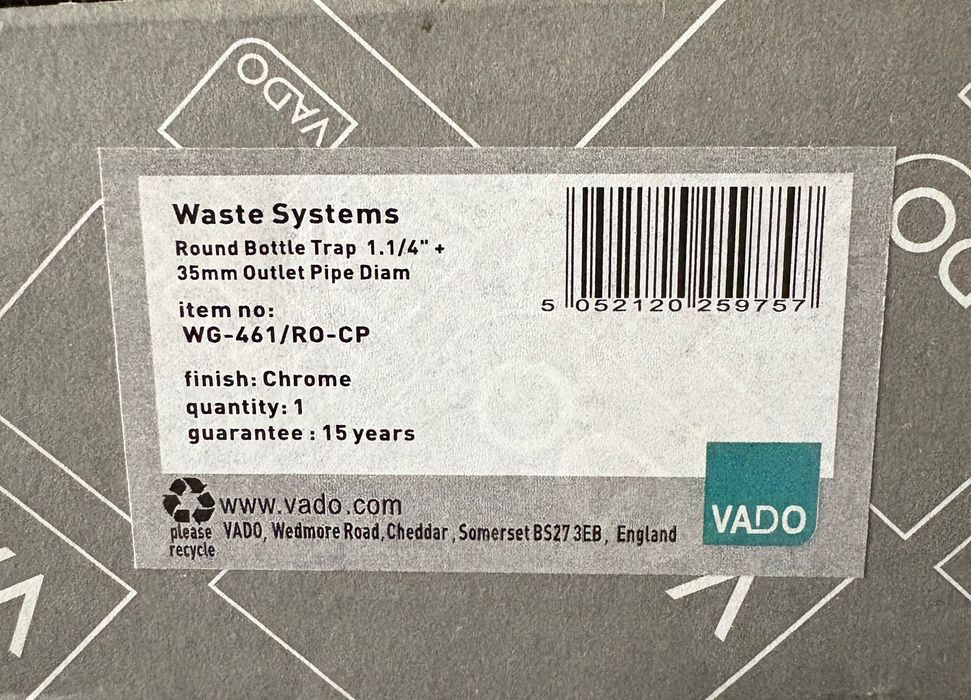 VADO
Waste Systems
Round Bottle Trap 1.1/4" +
35mm Outlet Pipe Diam
item no:
WG-461/RO-CP
finish: Chrome
quantity: 1
guarantee : 15 years
5 052120 259757
VADO
www.vado.com
please
recycle
VADO, Wedmore Road, Cheddar, Somerset BS27 3EB, England